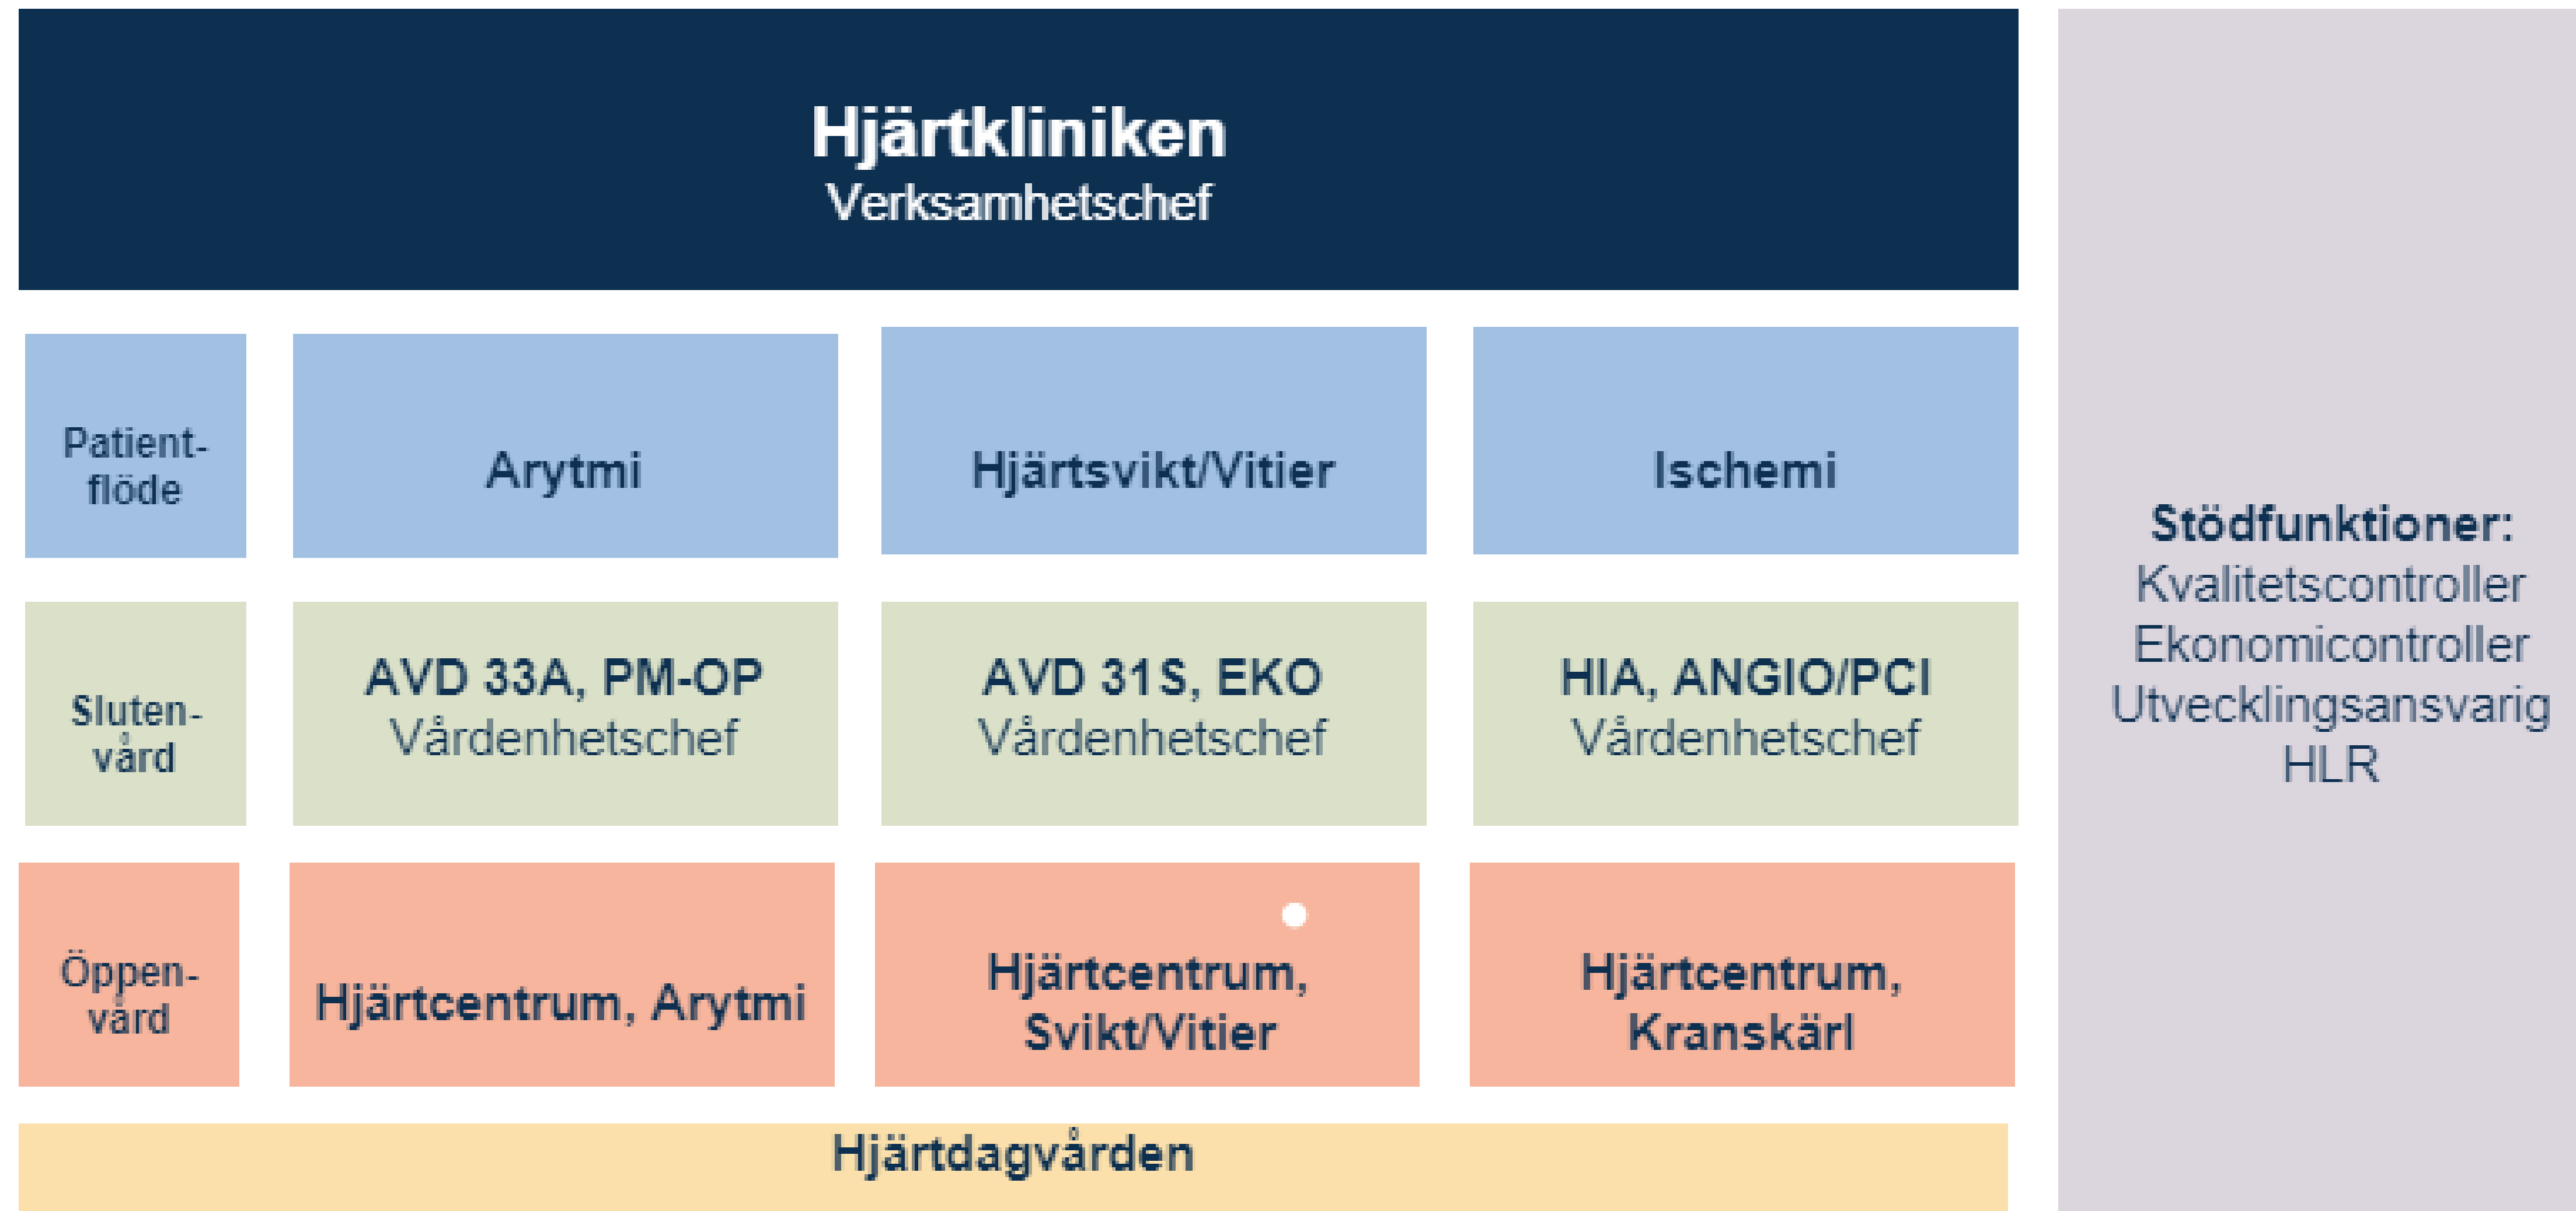 Hjärtkliniken
Verksamhetschef
Patient-
flöde
Arytmi
Hjärtsvikt/Vitier
Ischemi
Sluten-
vård
AVD 33A, PM-OP
Vårdenhetschef
AVD 31S, EKO
Vårdenhetschef
HIA, ANGIO/PCI
Vårdenhetschef
Öppen-
vård
Hjärtcentrum, Arytmi
Hjärtcentrum,
Svikt/Vitier
Hjärtcentrum,
Kranskärl
Hjärtdagvården
Stödfunktioner:
Kvalitetscontroller
Ekonomicontroller
Utvecklingsansvarig
HLR